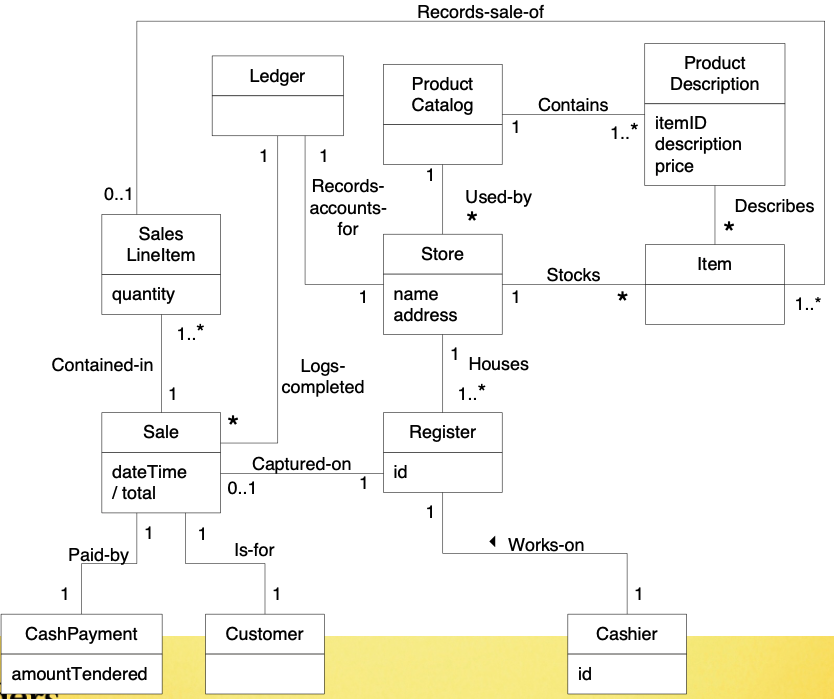 Records-sale-of
Ledger
Product
Catalog
Product
Description
itemID
description
price
Contains
1
1..*
1
1
Records-
accounts-
for
1
Used-by
*
Describes
*
0..1
Sales
LineItem
quantity
Store
name
address
Item
Stocks
1
1
*
1..*
1..*
Contained-in
1
Logs-
completed
*
1
Houses
1..*
Sale
dateTime
/ total
Captured-on
0..1
1
Register
id
1
1
Paid-by
Is-for
1
Works-on
1
1
1
CashPayment
amountTendered
Customer
Cashier
id